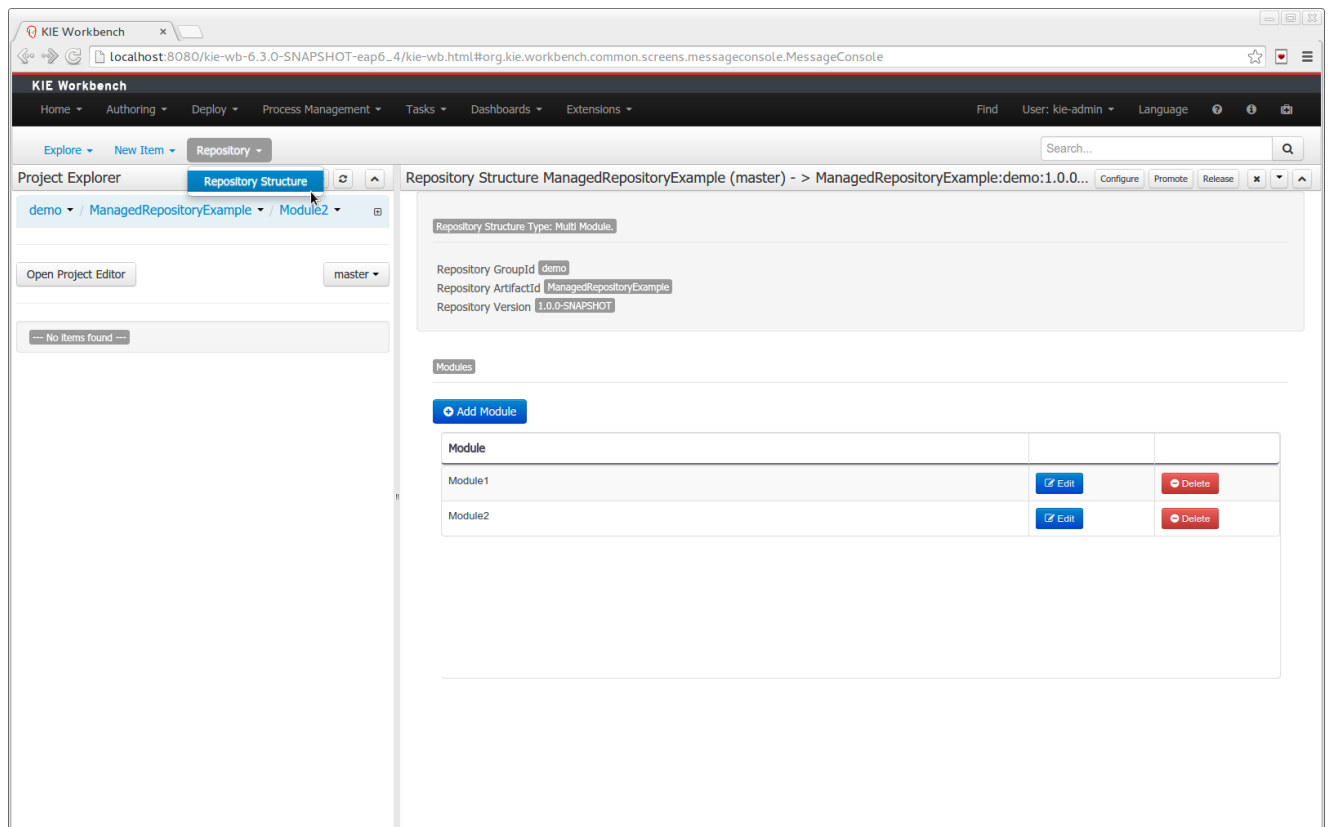 KIE Workbench ×
localhost:8080/kie-wb-6.3.0-SNAPSHOT-eap6_4/kie-wb.html#org.kie.workbench.common.screens.messageconsole.MessageConsole
KIE Workbench
Home Authoring Deploy Process Management Tasks Dashboards Extensions Find User: kie-admin Language
Explore New Item Repository Search...
Repository Structure
Project Explorer
Repository Structure ManagedRepositoryExample (master) - > ManagedRepositoryExample:demo:1.0.0... Configure Promote Release
demo / ManagedRepositoryExample / Module2
Open Project Editor master
--- No Items found ---
Repository Structure Type: Multi Module.
Repository GroupId demo
Repository ArtifactId ManagedRepositoryExample
Repository Version 1.0.0-SNAPSHOT
Modules
Add Module
Module
Module1 Edit Delete
Module2 Edit Delete